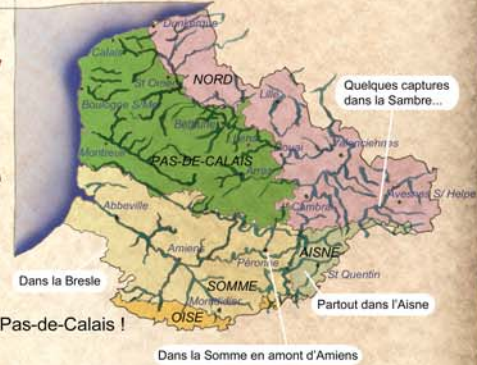 Dunkerque
Calais
St Omer
NORD
Lille
Quelques captures
dans la Sambre...
Boulogne S/Mer
Béthune
Lens
Douai
Valenciennes
Montreuil
PAS-DE-CALAIS
Arras
Cambrai
Avesnes S/ Helpe
Abbeville
Amiens
Péronne
AISNE
St Quentin
Dans la Bresle
SOMME
Montdidier
Partout dans l'Aisne
OISE
Pas-de-Calais !
Dans la Somme en amont d'Amiens